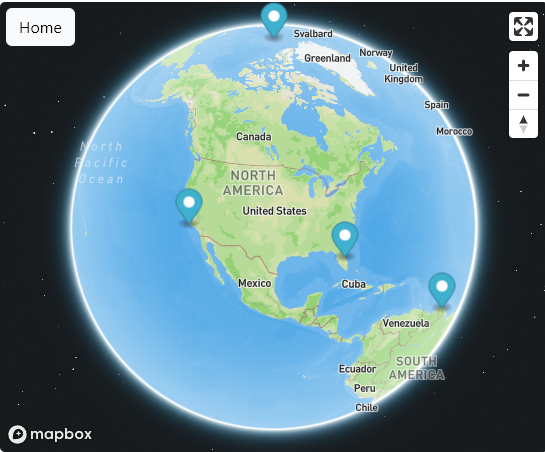 Home
Svalbard
Greenland
Norway
United
Kingdom
Spain
Morocco
Canada
North
Pacific
Ocean
NORTH
AMERICA
United States
Mexico
Cuba
Venezuela
SOUTH
AMERICA
Ecuador
Peru
Chile
mapbox